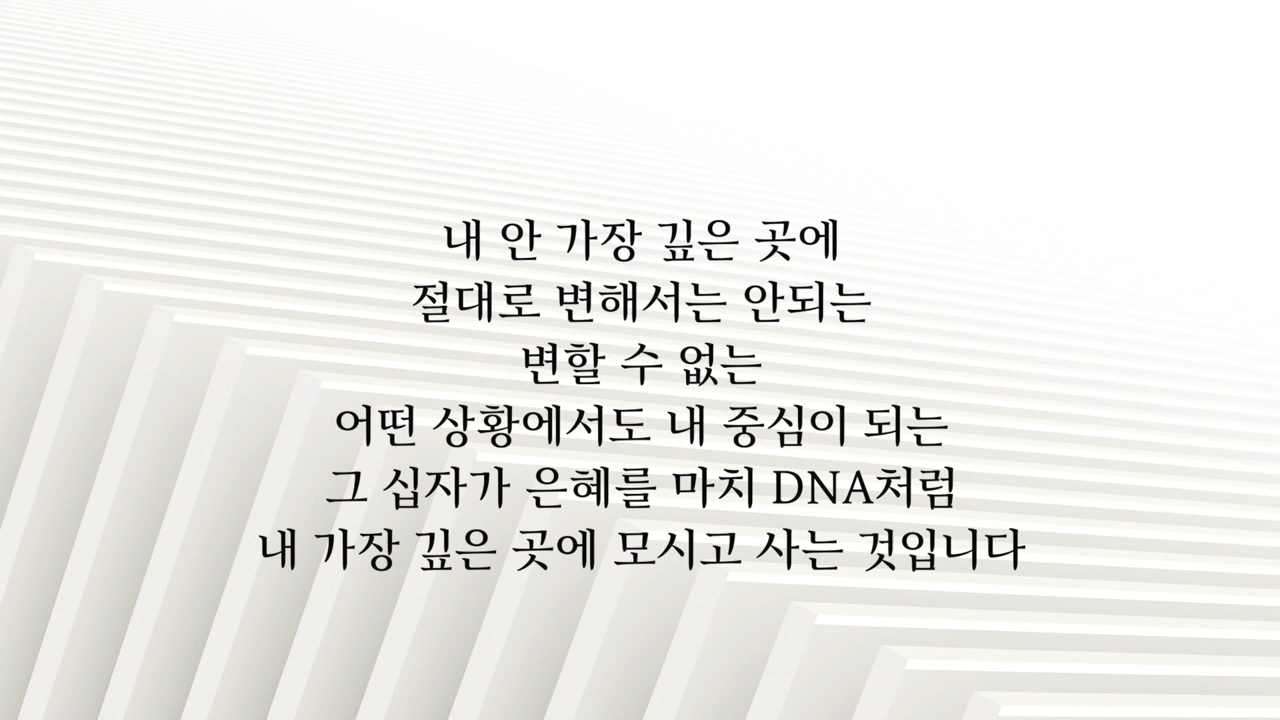 내 안 가장 깊은 곳에
절대로 변해서는 안되는
변할 수 없는
어떤 상황에서도 내 중심이 되는
그 십자가 은혜를 마치 DNA처럼
내 가장 깊은 곳에 모시고 사는 것입니다